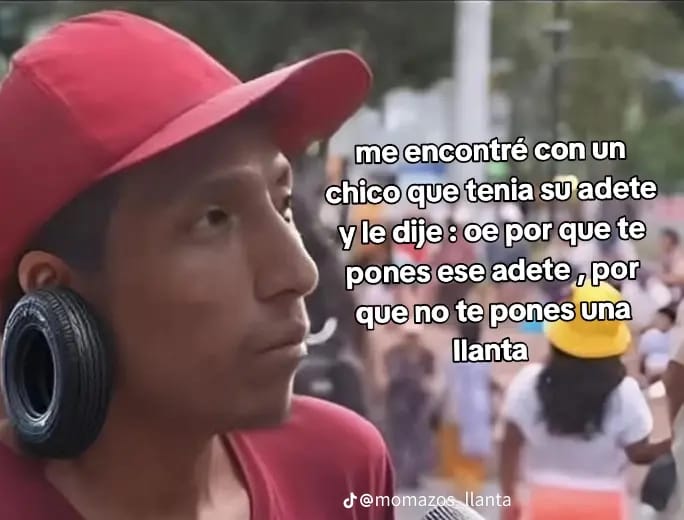 me encontré con un
chico que tenia su adete
y le dije : oe por que te
pones ese adete , por
que no te pones una
llanta
@momazos_llanta